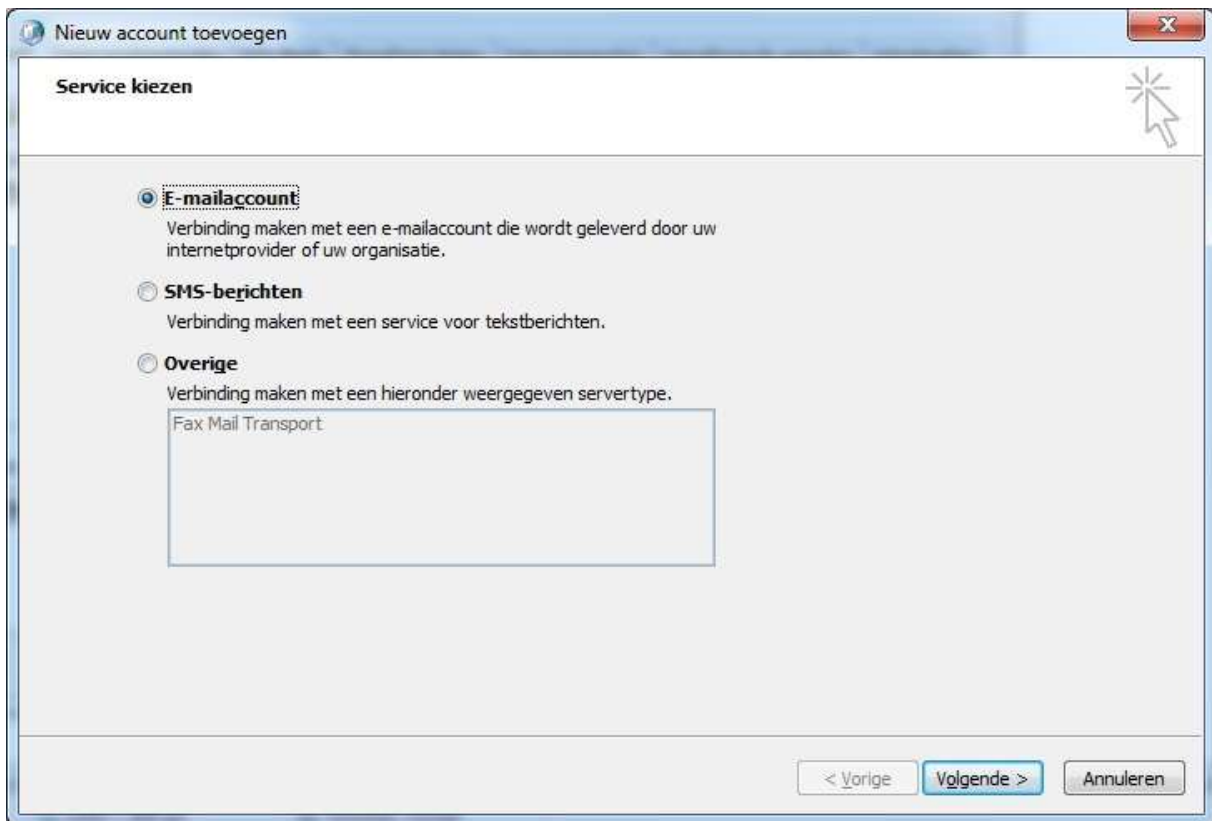 Nieuw account toevoegen
Service kiezen
E-mailaccount
Verbinding maken met een e-mailaccount die wordt geleverd door uw
internetprovider of uw organisatie.
SMS-berichten
Verbinding maken met een service voor tekstberichten.
Overige
Verbinding maken met een hieronder weergegeven servertype.
Fax Mail Transport
< Vorige
Volgende >
Annuleren